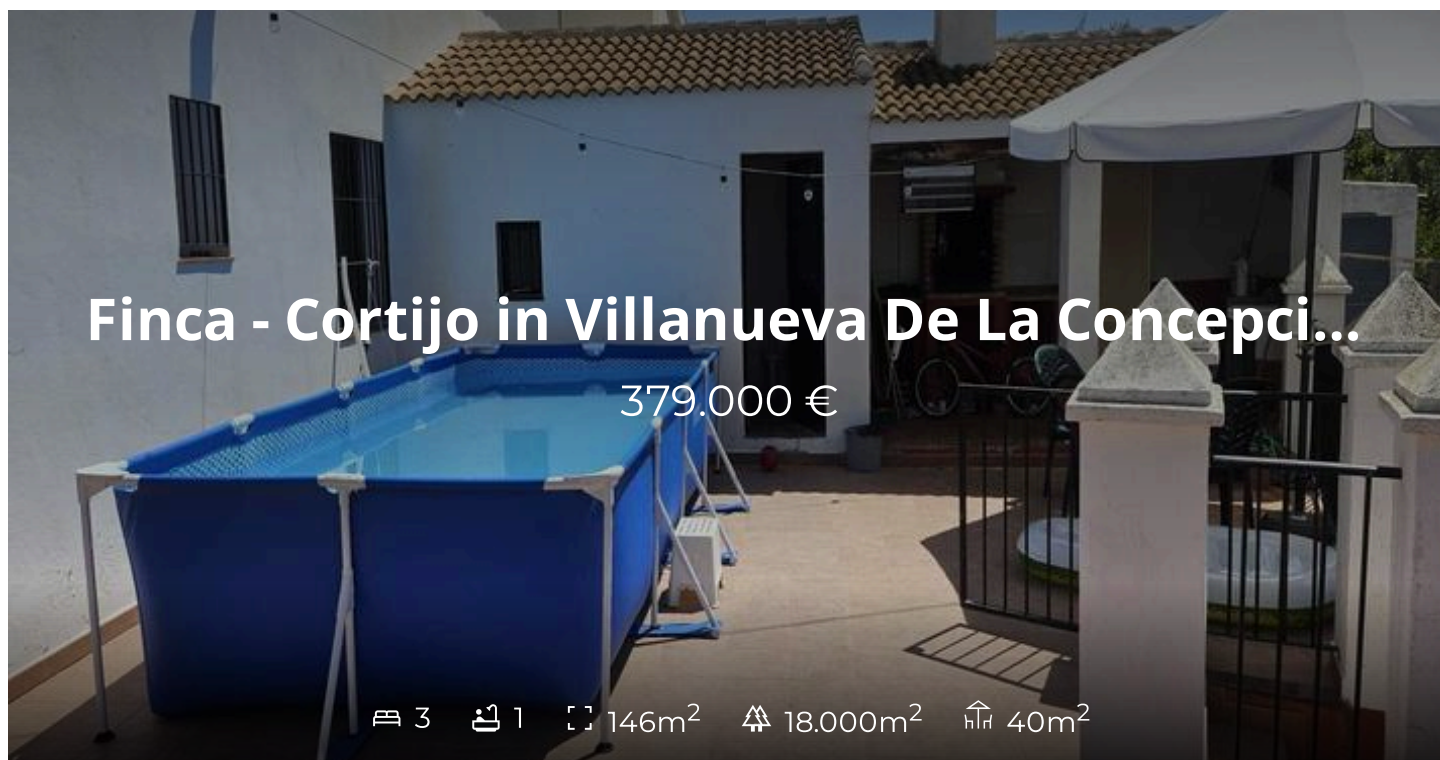 Finca - Cortijo in Villanueva De La Concepci...
379.000 €
3 1 146m² 18.000m² 40m²